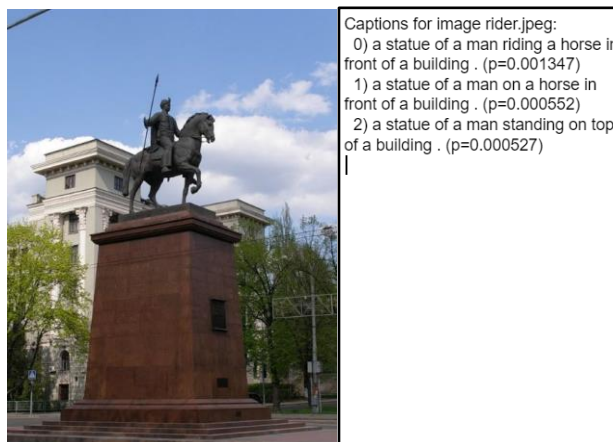 Captions for image rider.jpeg:
0) a statue of a man riding a horse in
front of a building . (p=0.001347)
1) a statue of a man on a horse in
front of a building . (p=0.000552)
2) a statue of a man standing on top
of a building . (p=0.000527)